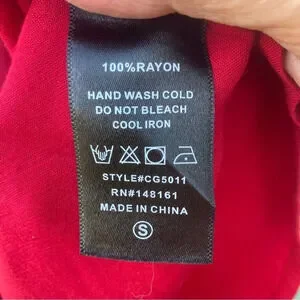 100%RAYON
HAND WASH COLD
DO NOT BLEACH
COOL IRON
STYLE#CG5011
RN#148161
MADE IN CHINA
S